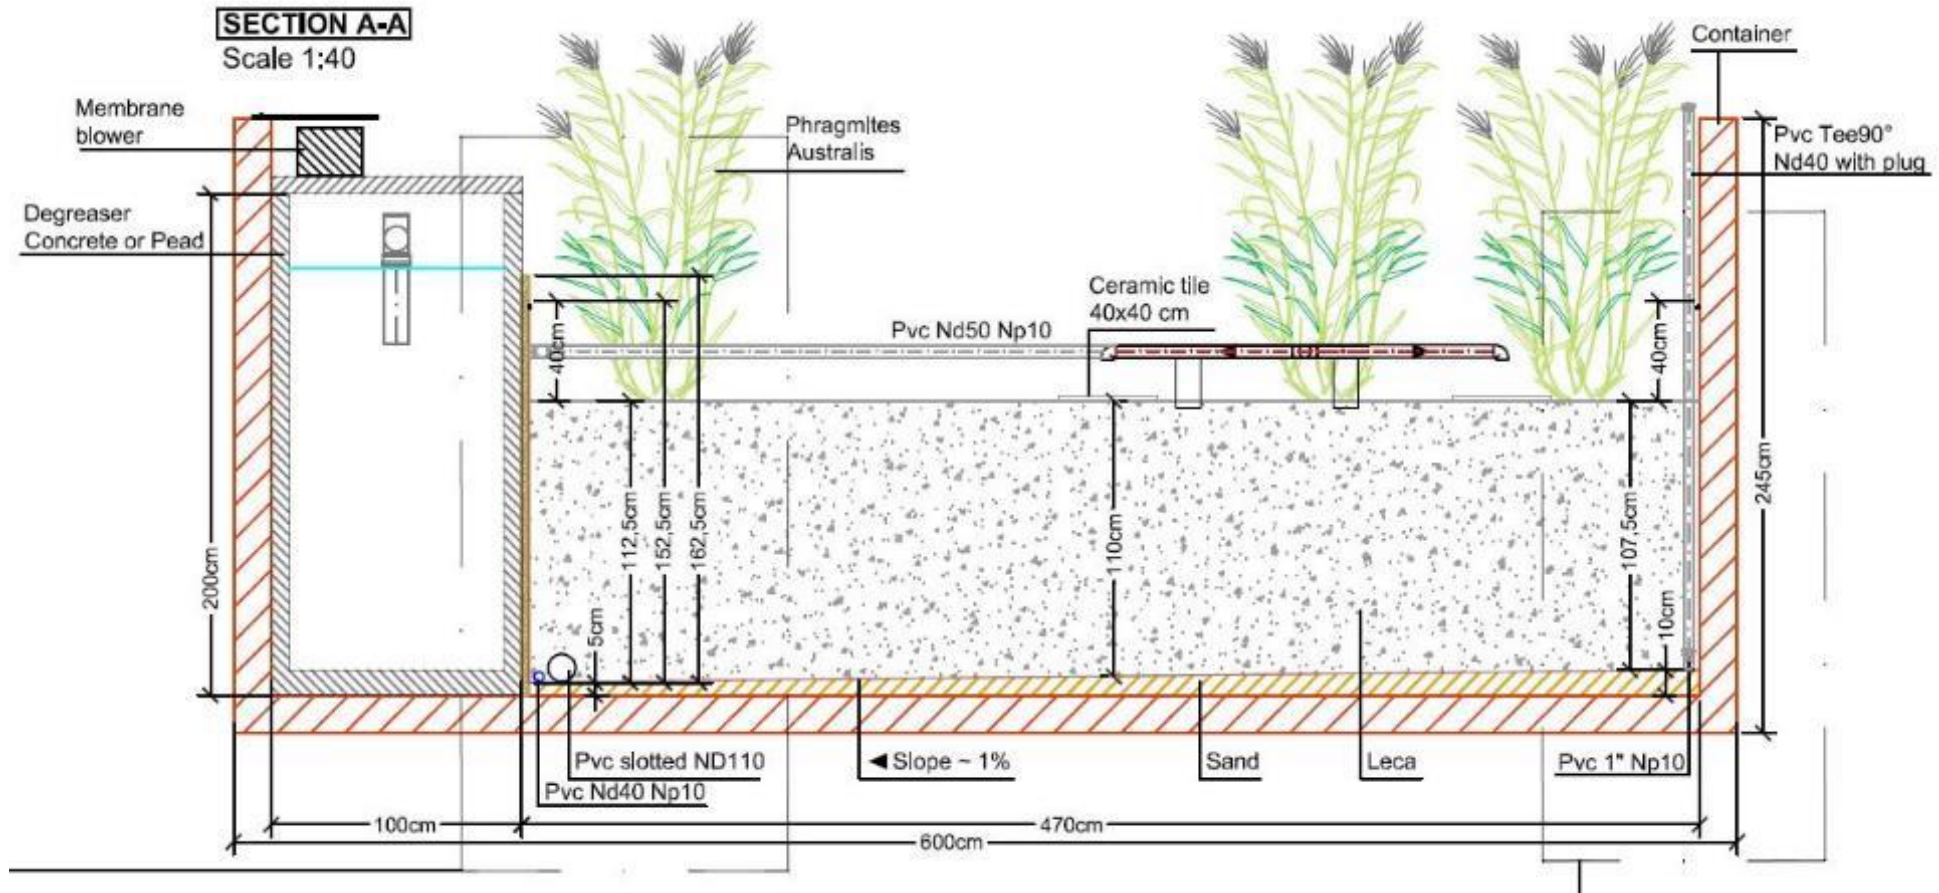 SECTION A-A
Scale 1:40
Container
Membrane
blower
Phragmites
Australis
Pvc Tee90°
Nd40 with plug
Degreaser
Concrete or Pead
Ceramic tile
40x40 cm
Pvc Nd50 Np10
40cm
40cm
200cm
112,5cm
152,5cm
162,5cm
110cm
107,5cm
245cm
5cm
10cm
Pvc slotted ND110
Slope ~ 1%
Sand
Leca
Pvc 1" Np10
Pvc Nd40 Np10
100cm
470cm
600cm